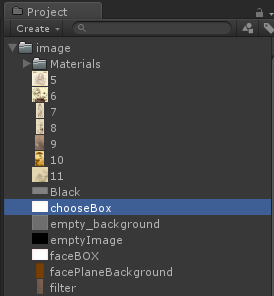 Project
Create
image
Materials
5
6
7
8
9
10
11
Black
chooseBox
empty_background
emptyImage
faceBOX
facePlaneBackground
filter